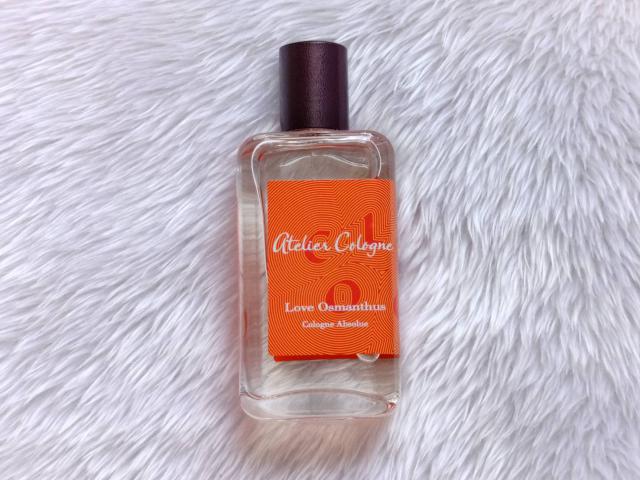 Atelier Cologne
Love Osmanthus
Cologne Absolue